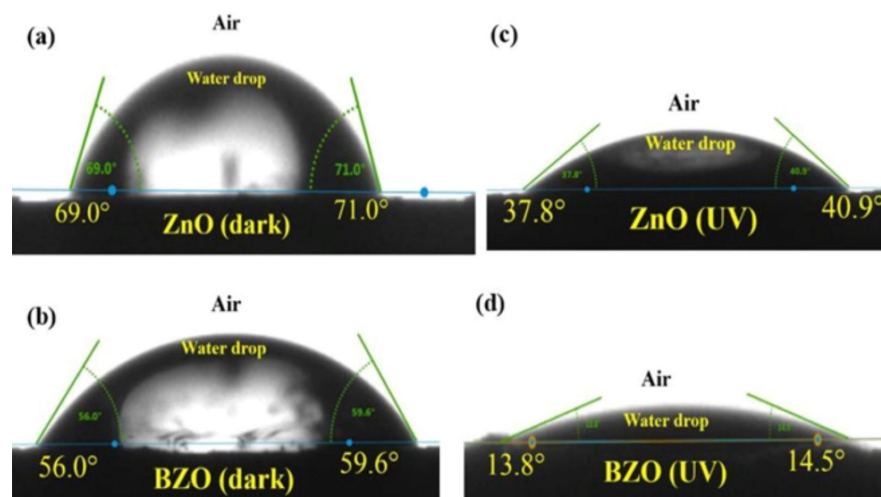 (a)
Air
Water drop
69.0°
71.0°
69.0°
71.0°
ZnO (dark)
(c)
Air
Water drop
37.8°
40.9°
37.8°
40.9°
ZnO (UV)
(b)
Air
Water drop
56.0°
59.6°
56.0°
59.6°
BZO (dark)
(d)
Air
Water drop
13.8°
14.5°
BZO (UV)